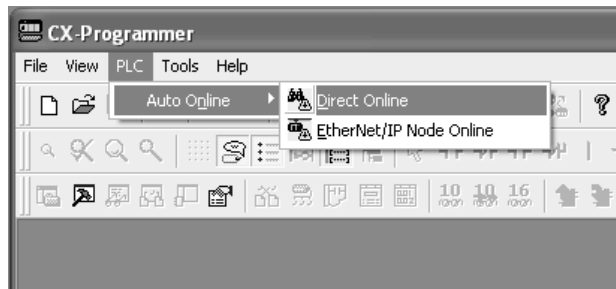 CX-Programmer
File View PLC Tools Help
Auto Online
Direct Online
EtherNet/IP Node Online
10 10 16